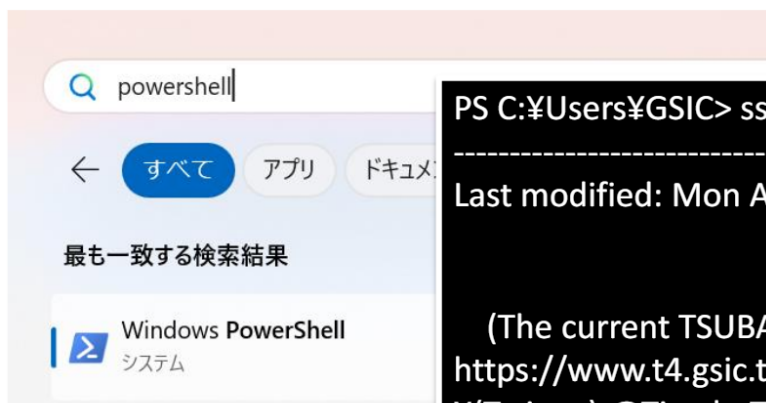 powershell
すべて アプリ
最も一致する検索結果
Windows PowerShell
システム
PS C:¥Users¥GSIC>
----------------------------
Last modified: Mon
(The current
https://www.t4.gsic.t